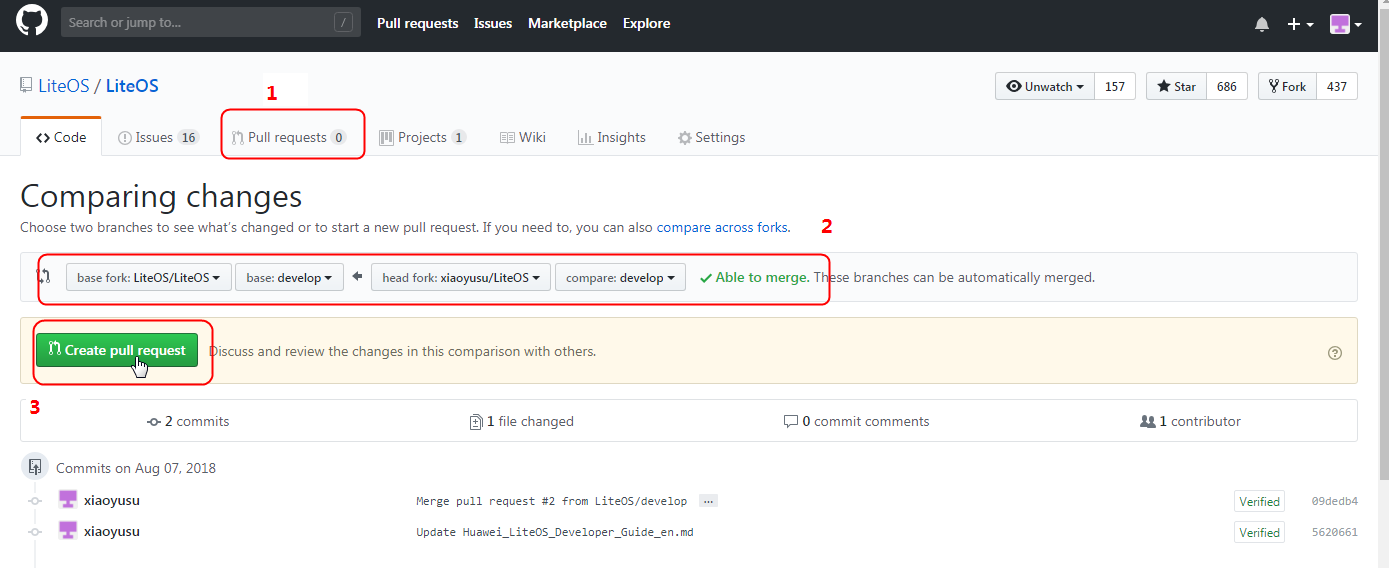 Search or jump to... / Pull requests Issues Marketplace Explore
LiteOS / LiteOS Unwatch 157 Star 686 Fork 437
1
Code Issues 16 Pull requests 0 Projects 1 Wiki Insights Settings
Comparing changes
Choose two branches to see what's changed or to start a new pull request. If you need to, you can also compare across forks.
2
base fork: LiteOS/LiteOS base: develop head fork: xiaoyusu/LiteOS compare: develop Able to merge. These branches can be automatically merged.
Create pull request Discuss and review the changes in this comparison with others. ?
3
2 commits 1 file changed 0 commit comments 1 contributor
Commits on Aug 07, 2018
xiaoyusu Merge pull request #2 from LiteOS/develop ... Verified 09dedb4
xiaoyusu Update Huawei_LiteOS_Developer_Guide_en.md Verified 5620661